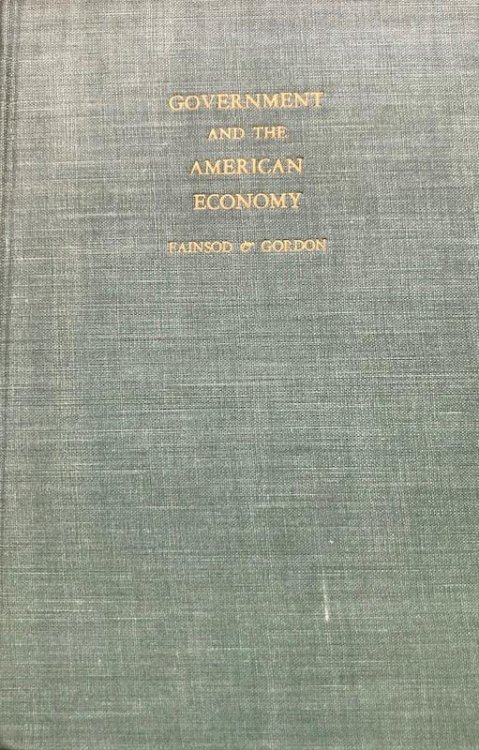 GOVERNMENT
AND THE
AMERICAN
ECONOMY
FAINSOD & GORDON